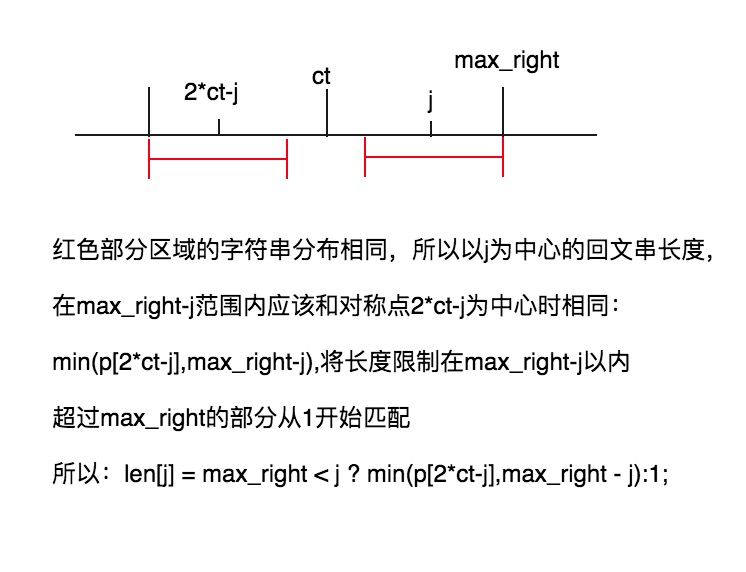 2*ct-j
ct
j
max_right
红色部分区域的字符串分布相同，所以以j为中心的回文串长度，
在max_right-j范围内应该和对称点2*ct-j为中心时相同：
min(p[2*ct-j],max_right-j),将长度限制在max_right-j以内
超过max_right的部分从1开始匹配
所以：len[j] = max_right < j ? min(p[2*ct-j],max_right - j):1;